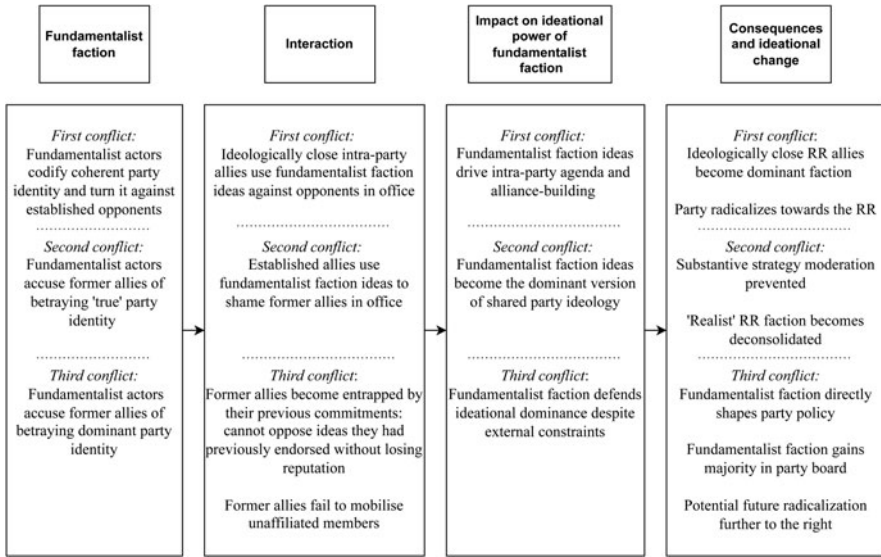 Fundamentalist
faction
Interaction
Impact on ideational
power of
fundamentalist
faction
Consequences
and ideational
change
First conflict:
Fundamentalist actors
codify coherent party
identity and turn it against
established opponents
Second conflict:
Fundamentalist actors
accuse former allies of
betraying 'true' party
identity
Third conflict:
Fundamentalist actors
accuse former allies of
betraying dominant party
identity
First conflict:
Ideologically close intra-party
allies use fundamentalist faction
ideas against opponents in office
Second conflict:
Established allies use
fundamentalist faction ideas to
shame former allies in office
Third conflict:
Former allies become entrapped by
their previous commitments:
cannot oppose ideas they had
previously endorsed without losing
reputation
Former allies fail to mobilise
unaffiliated members
First conflict:
Fundamentalist faction ideas
drive intra-party agenda and
alliance-building
Second conflict:
Fundamentalist faction ideas
become the dominant version
of shared party ideology
Third conflict:
Fundamentalist faction defends
ideational dominance despite
external constraints
First conflict:
Ideologically close RR allies
become dominant faction
Party radicalizes towards the RR
Second conflict:
Substantive strategy moderation
prevented
'Realist' RR faction becomes
deconsolidated
Third conflict:
Fundamentalist faction directly
shapes party policy
Fundamentalist faction gains
majority in party board
Potential future radicalization
further to the right